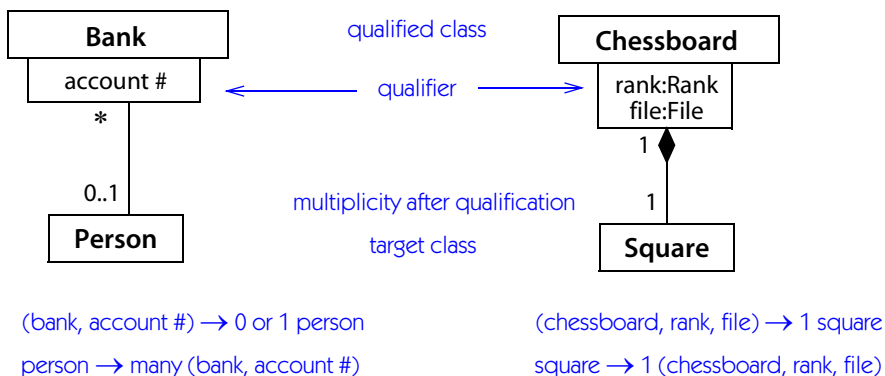 Bank
qualified class
Chessboard
account #
qualifier
rank:Rank
file:File
*
1
0..1
multiplicity after qualification
1
Person
target class
Square
(bank, account #) → 0 or 1 person
(chessboard, rank, file) → 1 square
person → many (bank, account #)
square → 1 (chessboard, rank, file)